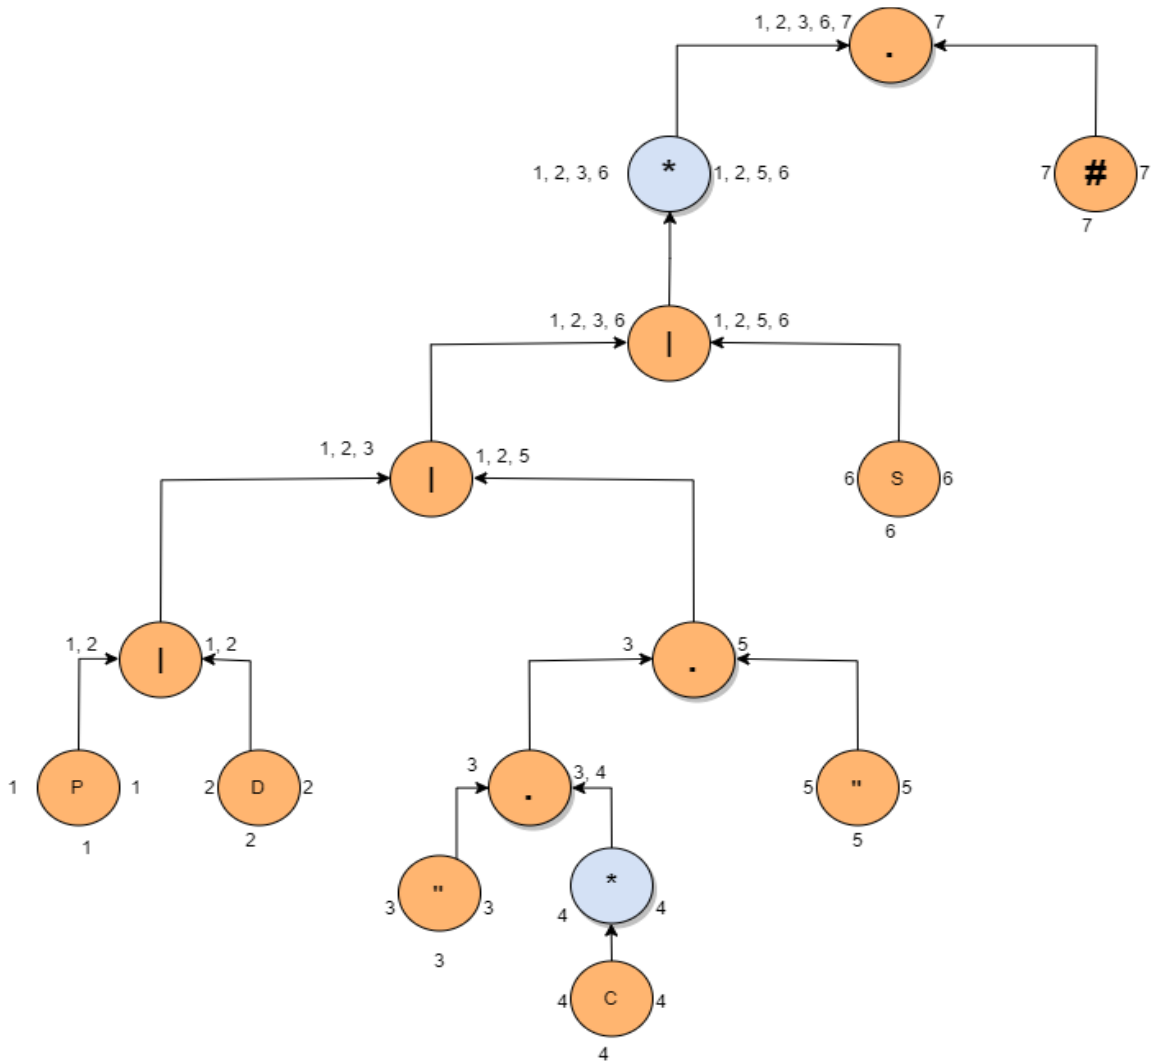 1, 2, 3, 6, 7 . 7
1, 2, 3, 6 * 1, 2, 5, 6
7 # 7
7
1, 2, 3, 6 | 1, 2, 5, 6
1, 2, 3 | 1, 2, 5
6 S 6
6
1, 2 | 1, 2
3 . 5
1 P 1
1
2 D 2
2
3 . 3, 4
5 " 5
5
3 " 3
3
4 * 4
4 C 4
4